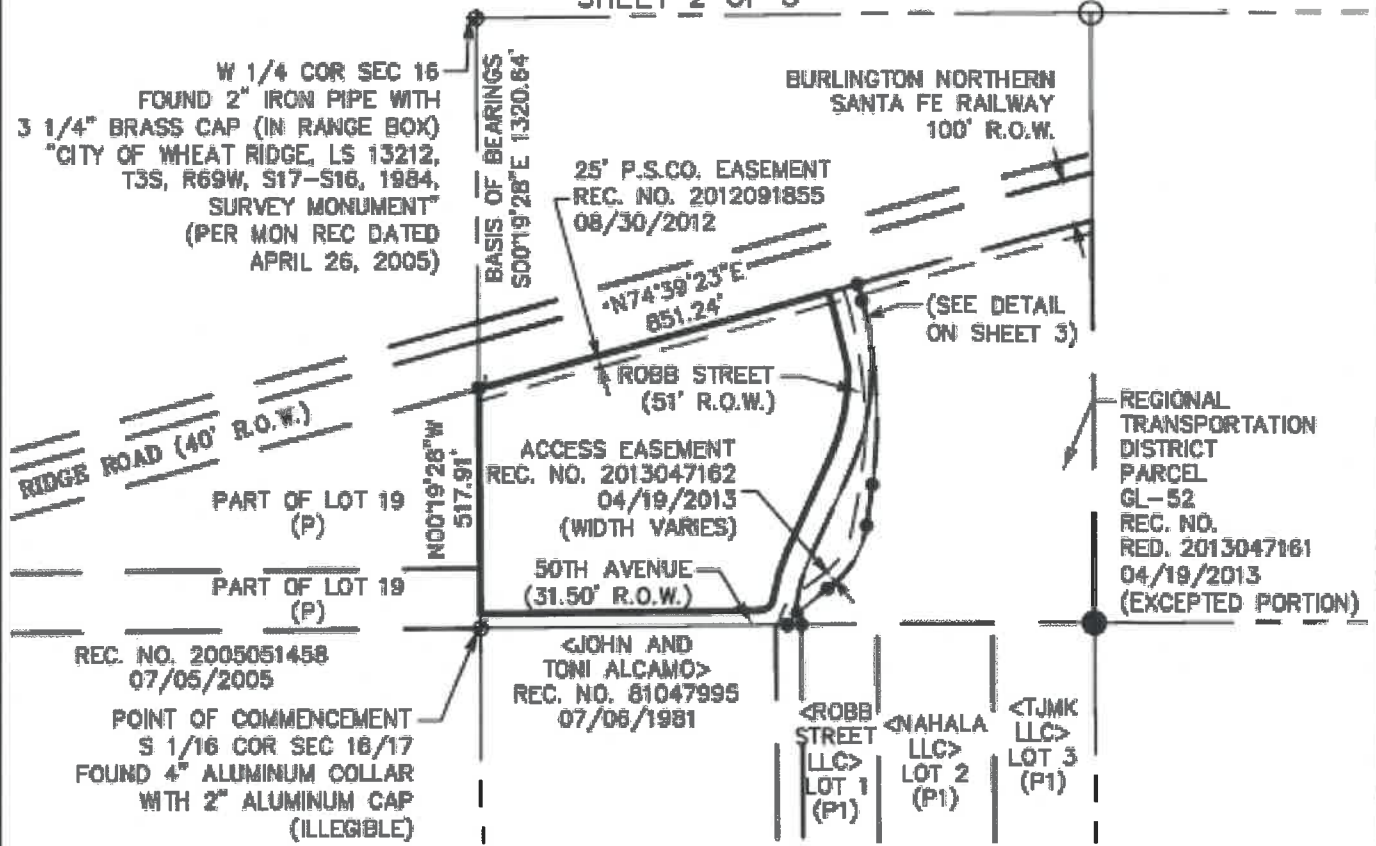 SHEET 2 OF
W 1/4 COR SEC 16
FOUND 2" IRON PIPE WITH
3 1/4" BRASS CAP (IN RANGE BOX)
"CITY OF WHEAT RIDGE, LS 13212,
T3S, R69W, S17-S16, 1984,
SURVEY MONUMENT"
(PER MON REC DATED
APRIL 26, 2005)
BASIS OF BEARINGS
S00°19'28"E 1320.64'
BURLINGTON NORTHERN
SANTA FE RAILWAY
100' R.O.W.
25' P.S.CO. EASEMENT
REC. NO. 2012091855
08/30/2012
N74°39'23"E
851.24'
(SEE DETAIL
ON SHEET 3)
ROBB STREET
(51' R.O.W.)
RIDGE ROAD (40' R.O.W.)
ACCESS EASEMENT
REC. NO. 2013047162
04/19/2013
(WIDTH VARIES)
REGIONAL
TRANSPORTATION
DISTRICT
PARCEL
GL-52
REC. NO.
RED. 2013047161
04/19/2013
(EXCEPTED PORTION)
N00°19'28"W
517.91'
PART OF LOT 19
(P)
PART OF LOT 19
(P)
50TH AVENUE
(31.50' R.O.W.)
REC. NO. 2005051458
07/05/2005
<JOHN AND
TONI ALCAMO>
REC. NO. 81047995
07/06/1981
POINT OF COMMENCEMENT
S 1/16 COR SEC 16/17
FOUND 4" ALUMINUM COLLAR
WITH 2" ALUMINUM CAP
(ILLEGIBLE)
<ROBB
STREET
LLC>
LOT 1
(P1)
<NAHALA
LLC>
LOT 2
(P1)
<TJMK
LLC>
LOT 3
(P1)